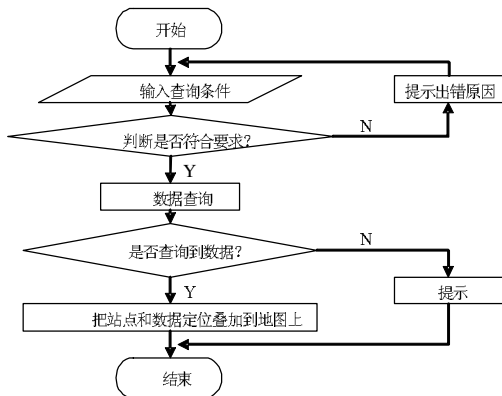 开始
输入查询条件
提示出错原因
判断是否符合要求?
N
Y
数据查询
是否查询到数据?
N
Y
提示
把站点和数据定位叠加到地图上
结束